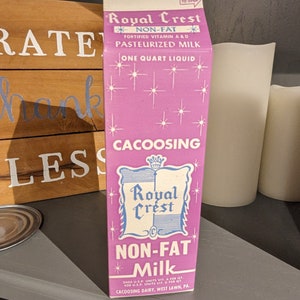 Royal Crest
NON-FAT
FORTIFIED VITAMIN A & D
PASTEURIZED MILK
ONE QUART LIQUID
CACOOSING
Royal
Crest
NON-FAT
Milk
CACOOSING DAIRY, WEST LAWN, PA.
RATE
thank
LESS